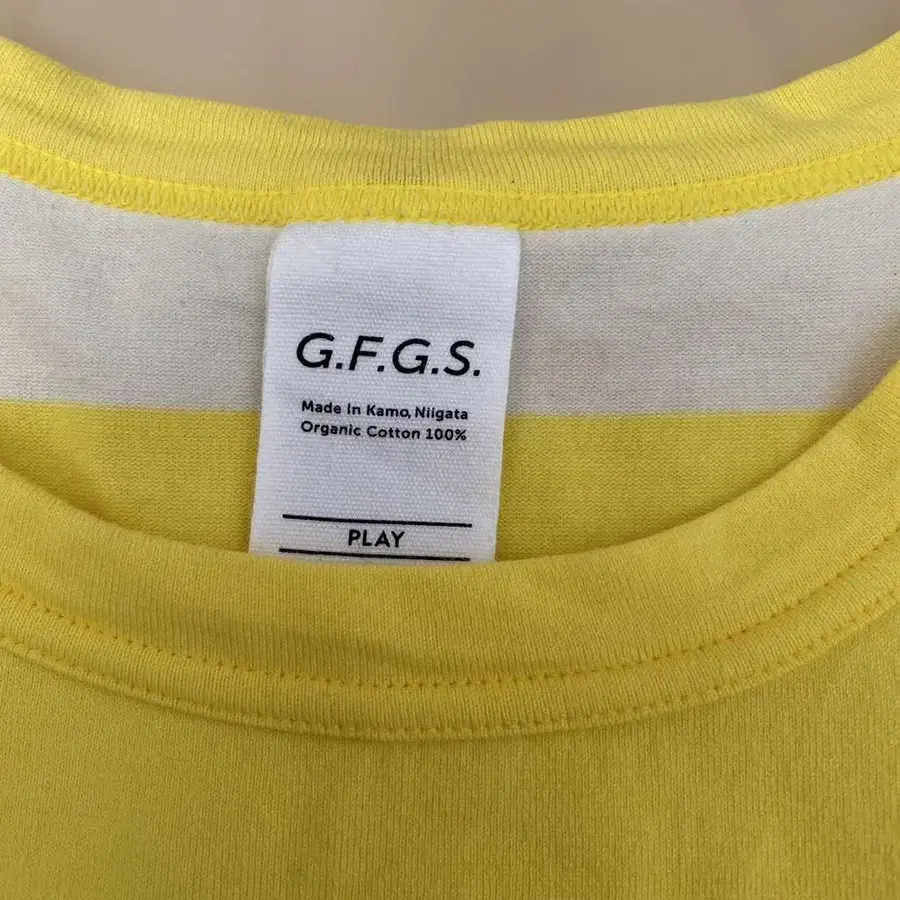 G.F.G.S.
Made In Kamo, Niigata
Organic Cotton 100%
PLAY